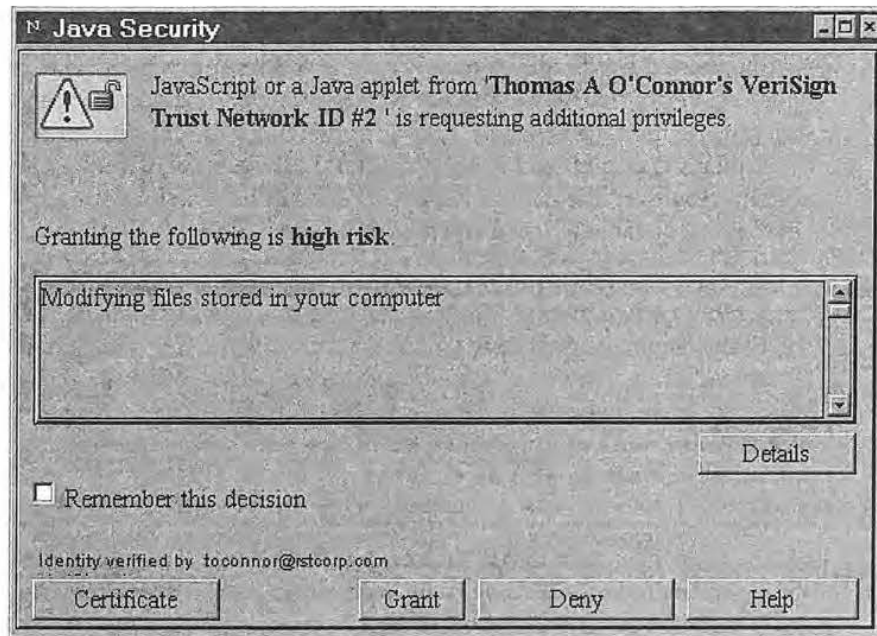 N Java Security
JavaScript or a Java applet from 'Thomas A O'Connor's VeriSign
Trust Network ID #2 ' is requesting additional privileges.
Granting the following is high risk.
Modifying files stored in your computer
Details
Remember this decision
Identity verified by toconnor@rstcorp.com
Certificate Grant Deny Help